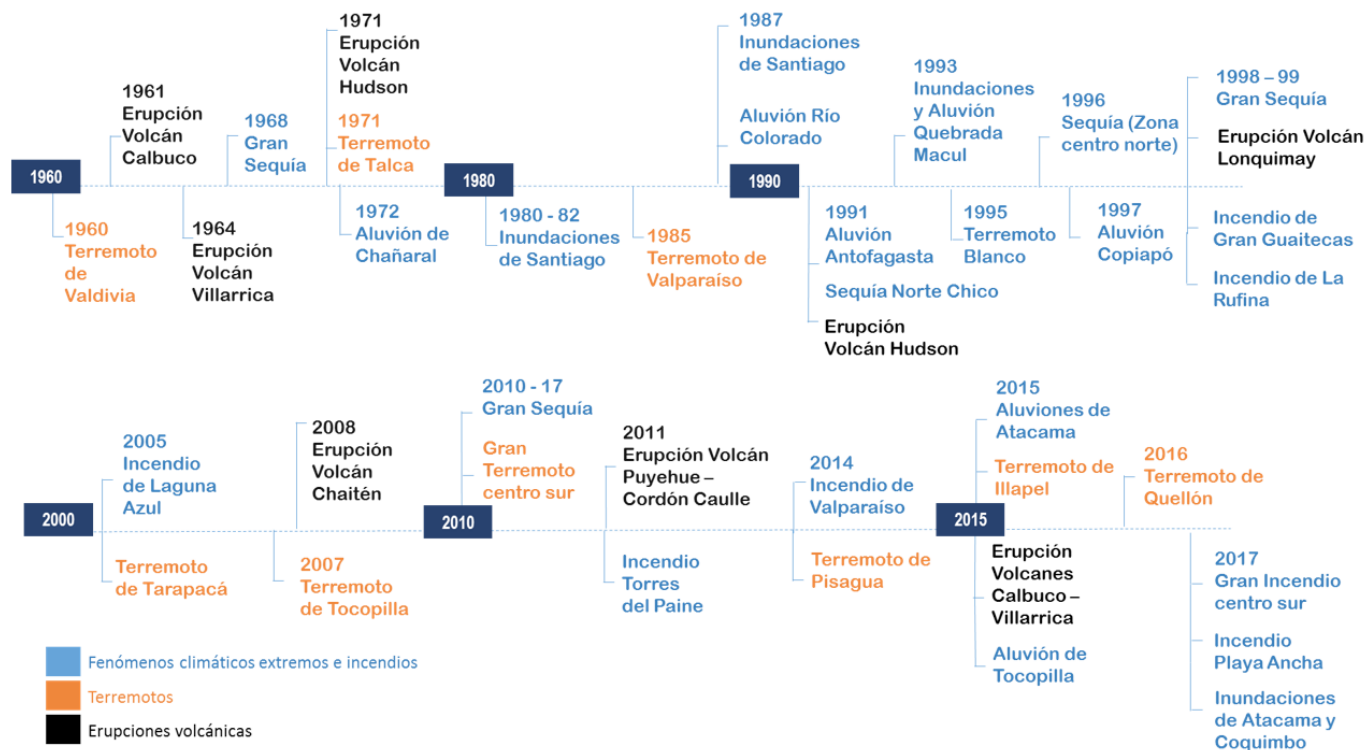 1971
Erupción
Volcán
Hudson
1971
Terremoto
de Talca
1961
Erupción
Volcán
Calbuco
1968
Gran
Sequía
1960
1960
Terremoto
de
Valdivia
1964
Erupción
Volcán
Villarrica
1972
Aluvión de
Chañaral
1980
1980 - 82
Inundaciones
de Santiago
1985
Terremoto de
Valparaíso
1987
Inundaciones
de Santiago
Aluvión Río
Colorado
1990
1991
Aluvión
Antofagasta
Sequía Norte Chico
Erupción
Volcán Hudson
1993
Inundaciones
y Aluvión
Quebrada
Macul
1995
Terremoto
Blanco
1996
Sequía (Zona
centro norte)
1997
Aluvión
Copiapó
1998 – 99
Gran Sequía
Erupción Volcán
Lonquimay
Incendio de
Gran Guaitecas
Incendio de La
Rufina
2000
2005
Incendio
de Laguna
Azul
Terremoto
de Tarapacá
2007
Terremoto
de Tocopilla
2008
Erupción
Volcán
Chaitén
2010
2010 - 17
Gran Sequía
Gran
Terremoto
centro sur
2011
Erupción Volcán
Puyehue –
Cordón Caulle
Incendio
Torres
del Paine
2014
Incendio de
Valparaíso
Terremoto de
Pisagua
2015
2015
Aluviones de
Atacama
Terremoto de
Illapel
Erupción
Volcanes
Calbuco –
Villarrica
Aluvión de
Tocopilla
2016
Terremoto de
Quellón
2017
Gran Incendio
centro sur
Incendio
Playa Ancha
Inundaciones
de Atacama y
Coquimbo
Fenómenos climáticos extremos e incendios
Terremotos
Erupciones volcánicas